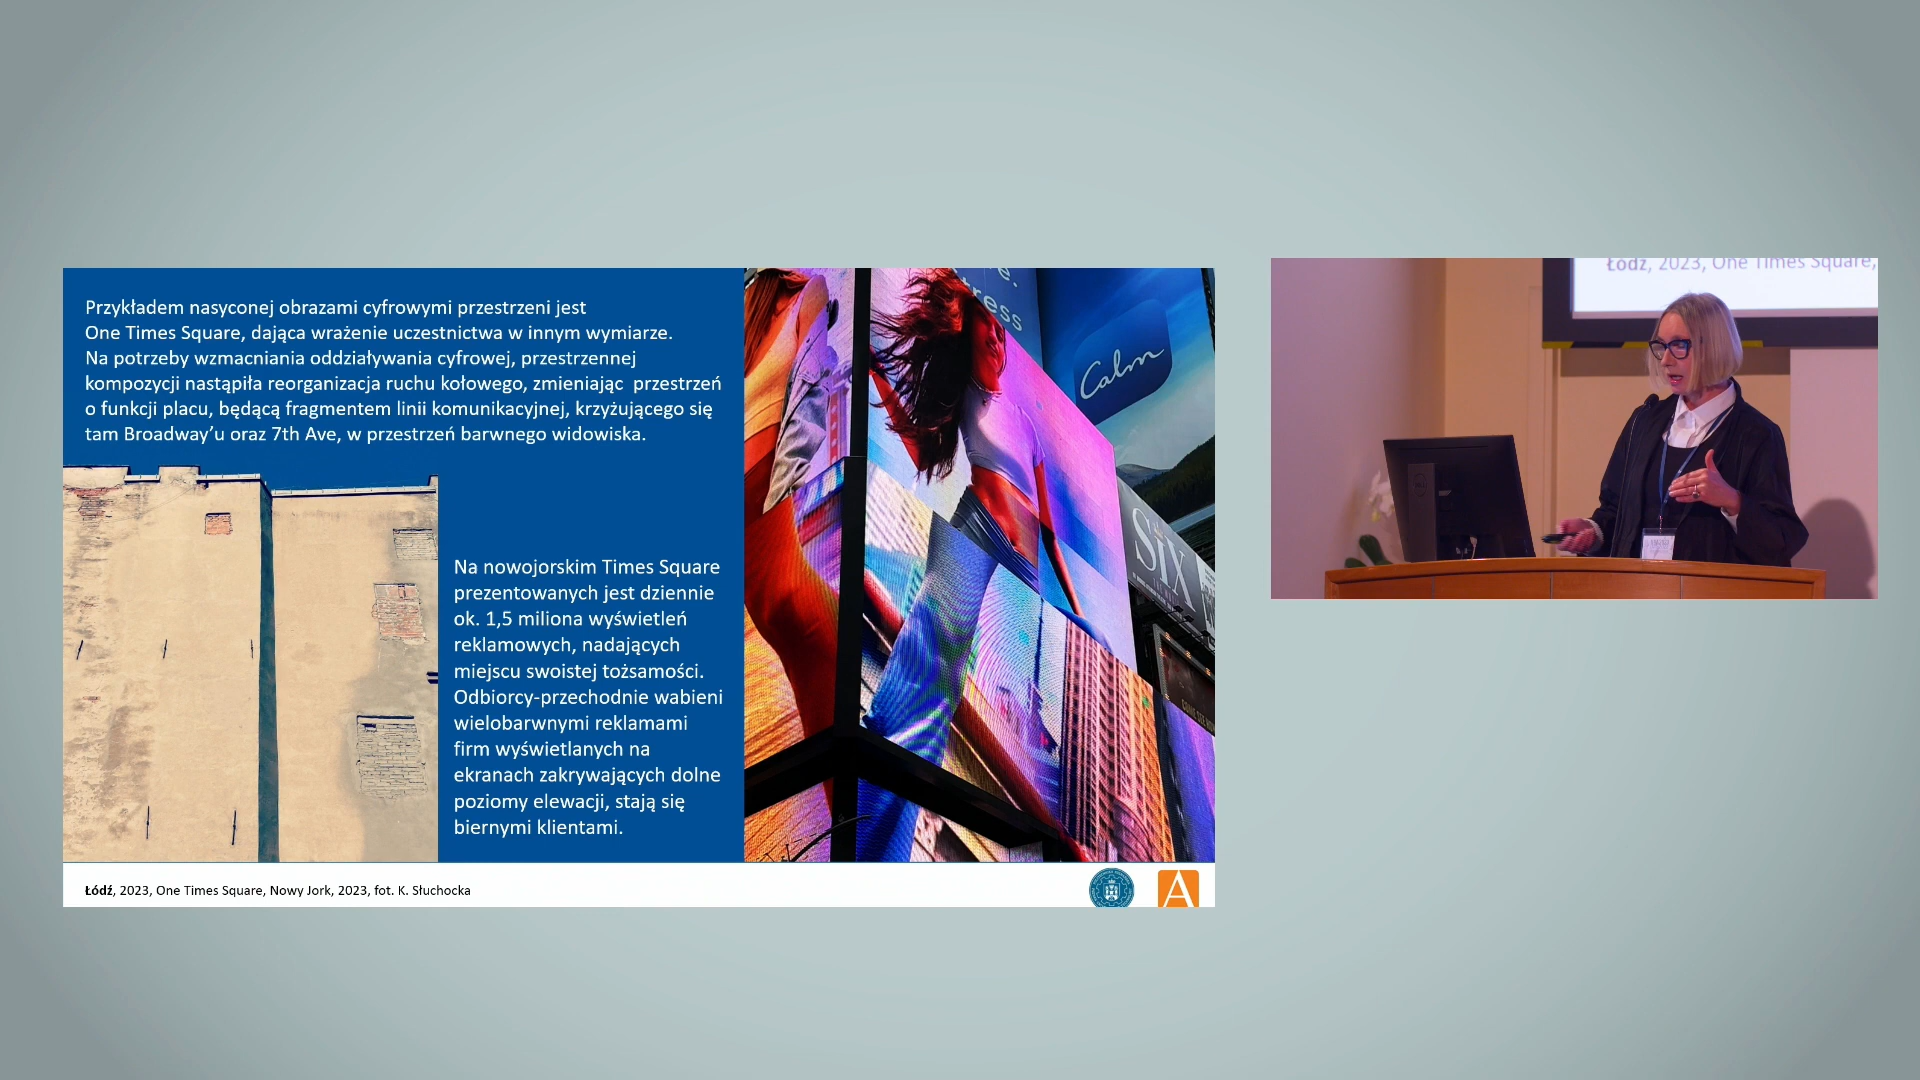 Przykładem nasyconej obrazami cyfrowymi przestrzeni jest
One Times Square, dająca wrażenie uczestnictwa w innym wymiarze.
Na potrzeby wzmacniania oddziaływania cyfrowej, przestrzennej
kompozycji nastąpiła reorganizacja ruchu kołowego, zmieniając  przestrzeń
o funkcji placu, będącą fragmentem linii komunikacyjnej, krzyżującego się
tam Broadway’u oraz 7th Ave, w przestrzeń barwnego widowiska.
Na nowojorskim Times Square
prezentowanych jest dziennie
ok. 1,5 miliona wyświetleń
reklamowych, nadających
miejscu swoistej tożsamości.
Odbiorcy-przechodnie wabieni
wielobarwnymi reklamami
firm wyświetlanych na
ekranach zakrywających dolne
poziomy elewacji, stają się
biernymi klientami.
Calm
SIX
Łódź, 2023, One Times Square, Nowy Jork, 2023, fot. K. Słuchocka
A
Łódź, 2023, One Times Square,